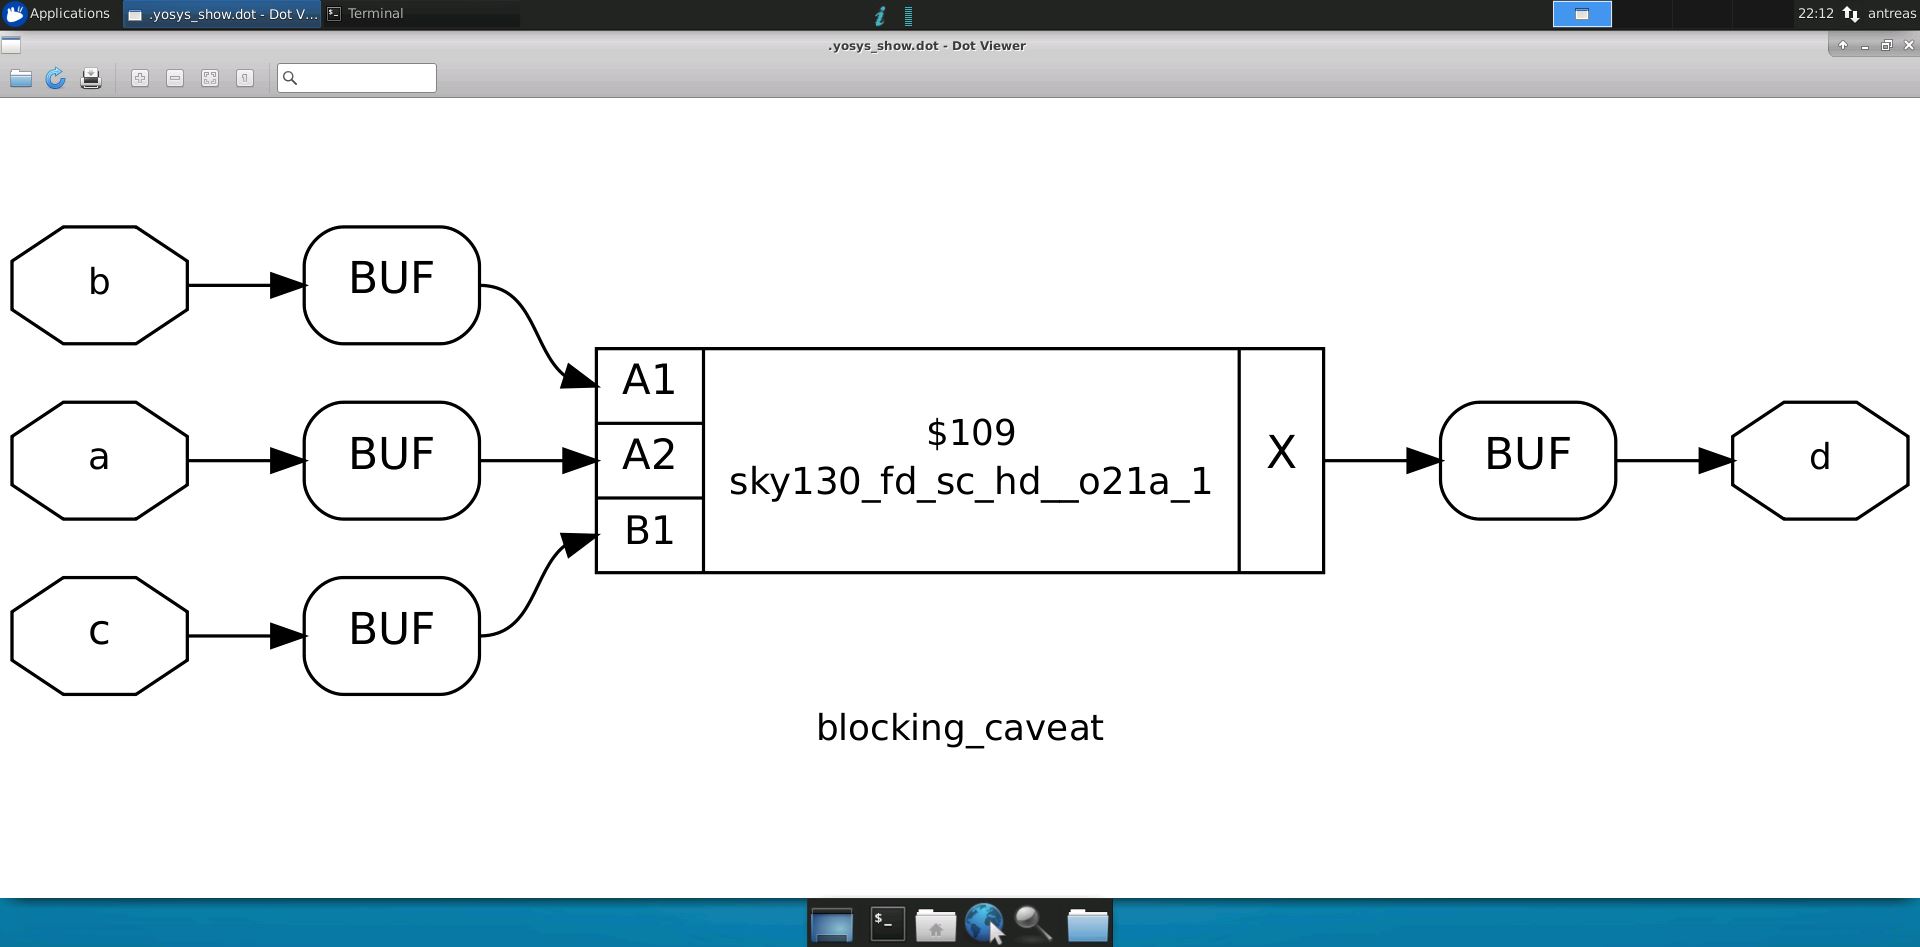 Applications
.yosys_show.dot - Dot V...
Terminal
22:12
antreas
.yosys_show.dot - Dot Viewer
b
BUF
a
BUF
c
BUF
A1
A2
B1
$109
sky130_fd_sc_hd__o21a_1
X
BUF
d
blocking_caveat